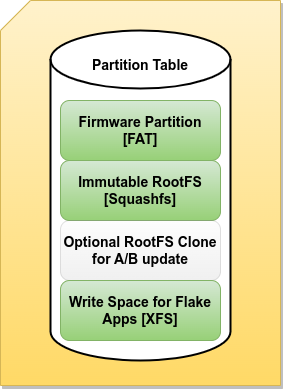 Partition Table
Firmware Partition
[FAT]
Immutable RootFS
[Squashfs]
Optional RootFS Clone
for A/B update
Write Space for Flake
Apps [XFS]